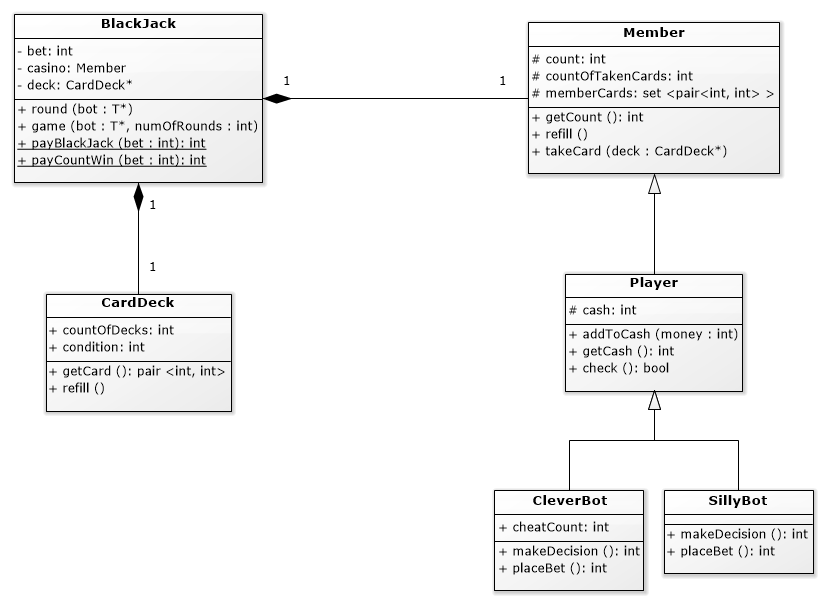 BlackJack
- bet: int
- casino: Member
- deck: CardDeck*
+ round (bot : T*)
+ game (bot : T*, numOfRounds : int)
+ payBlackJack (bet : int): int
+ payCountWin (bet : int): int
1
1
Member
# count: int
# countOfTakenCards: int
# memberCards: set <pair<int, int> >
+ getCount (): int
+ refill ()
+ takeCard (deck : CardDeck*)
1
1
CardDeck
+ countOfDecks: int
+ condition: int
+ getCard (): pair <int, int>
+ refill ()
Player
# cash: int
+ addToCash (money : int)
+ getCash (): int
+ check (): bool
CleverBot
+ cheatCount: int
+ makeDecision (): int
+ placeBet (): int
SillyBot
+ makeDecision (): int
+ placeBet (): int